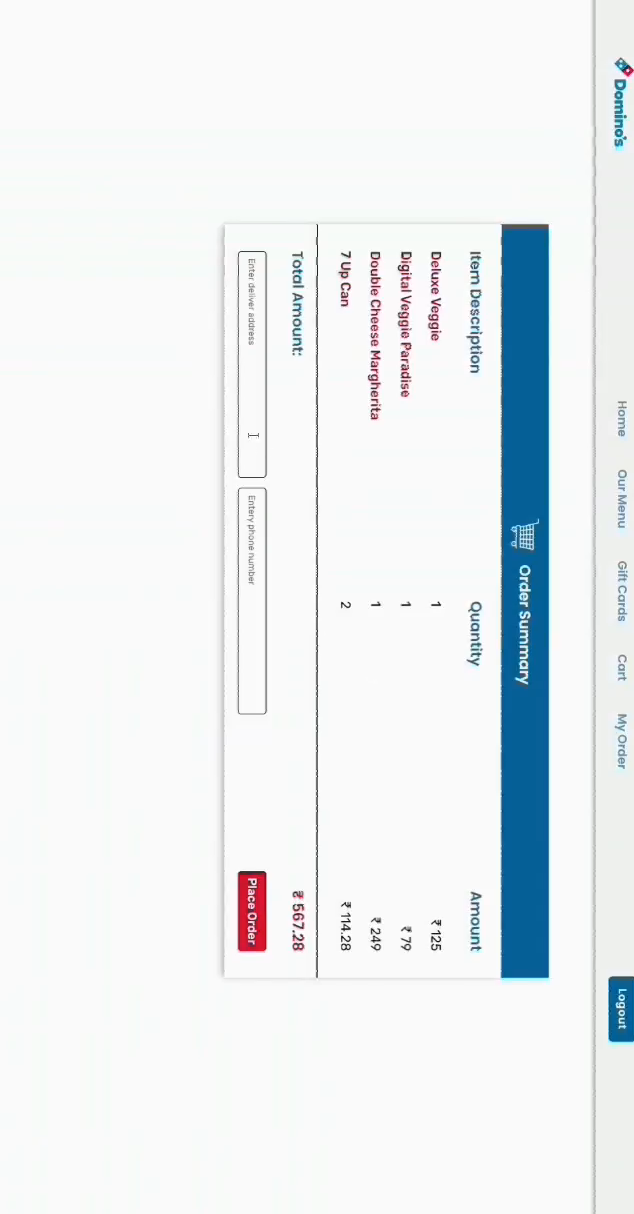 Domino's
Home Our Menu Gift Cards Cart My Order
Logout
Order Summary
Item Description Quantity Amount
Deluxe Veggie 1 ₹ 125
Digital Veggie Paradise 1 ₹ 79
Double Cheese Margherita 1 ₹ 249
7 Up Can 2 ₹ 114.28
Total Amount: ₹ 567.28
Enter deliver address
Entery phone number
Place Order